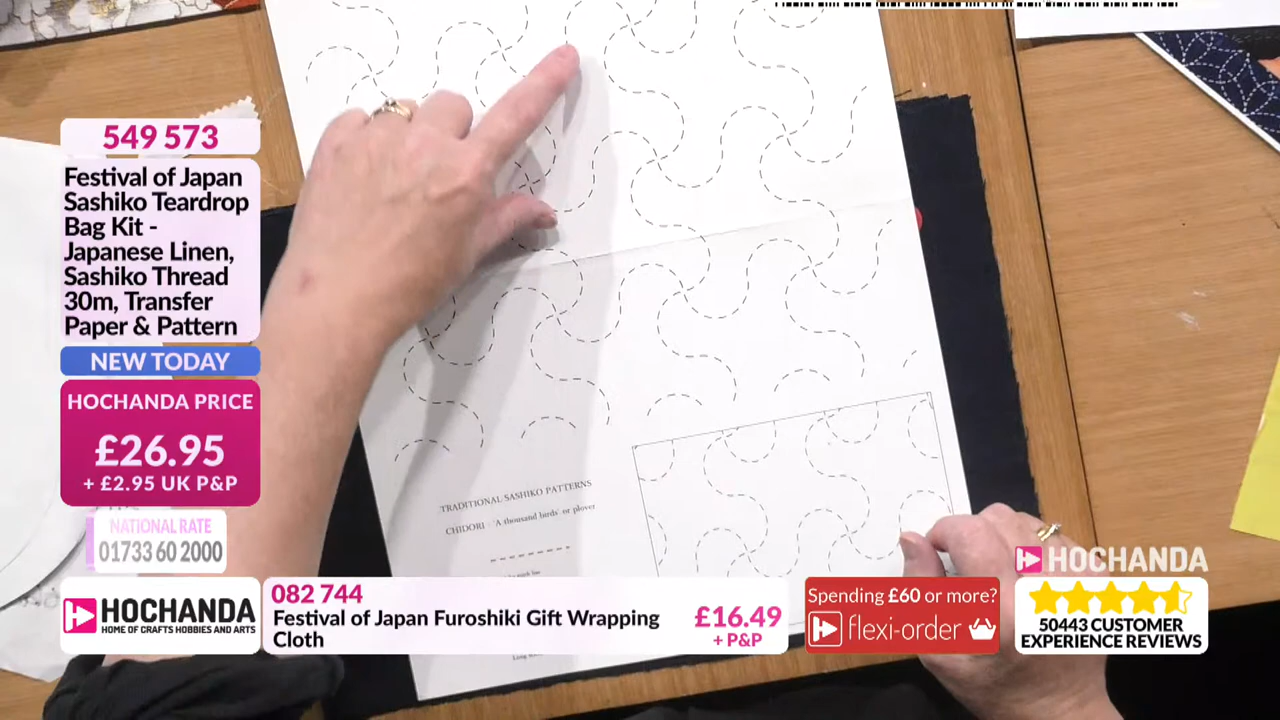 549 573
Festival of Japan
Sashiko Teardrop
Bag Kit -
Japanese Linen,
Sashiko Thread
30m, Transfer
Paper & Pattern
NEW TODAY
HOCHANDA PRICE
£26.95
+ £2.95 UK P&P
NATIONAL RATE
01733 60 2000
TRADITIONAL SASHIKO PATTERNS
CHIDORI 'A thousand birds' or plover
HOCHANDA
HOCHANDA
HOME OF CRAFTS HOBBIES AND ARTS
082 744
Festival of Japan Furoshiki Gift Wrapping
Cloth
£16.49
+ P&P
Spending £60 or more?
flexi-order
50443 CUSTOMER
EXPERIENCE REVIEWS